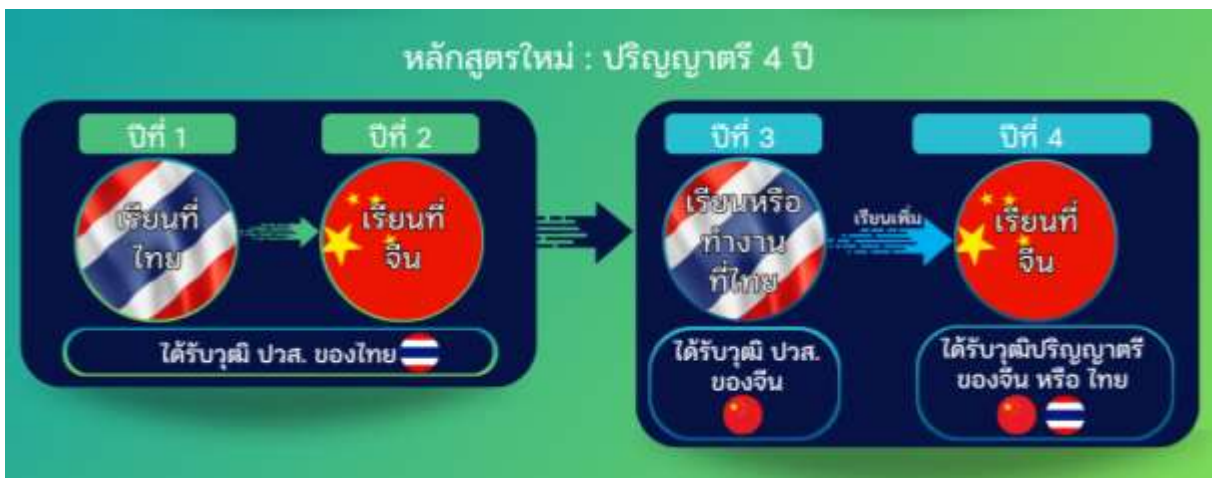 หลักสูตรใหม่ : ปริญญาตรี 4 ปี
ปีที่ 1
ปีที่ 2
เรียนที่
ไทย
เรียนที่
จีน
ได้รับวุฒิ ปวส. ของไทย
ปีที่ 3
ปีที่ 4
เรียนหรือ
ทำงาน
ที่ไทย
เรียนเพิ่ม
เรียนที่
จีน
ได้รับวุฒิ ปวส.
ของจีน
ได้รับวุฒิปริญญาตรี
ของจีน หรือ ไทย